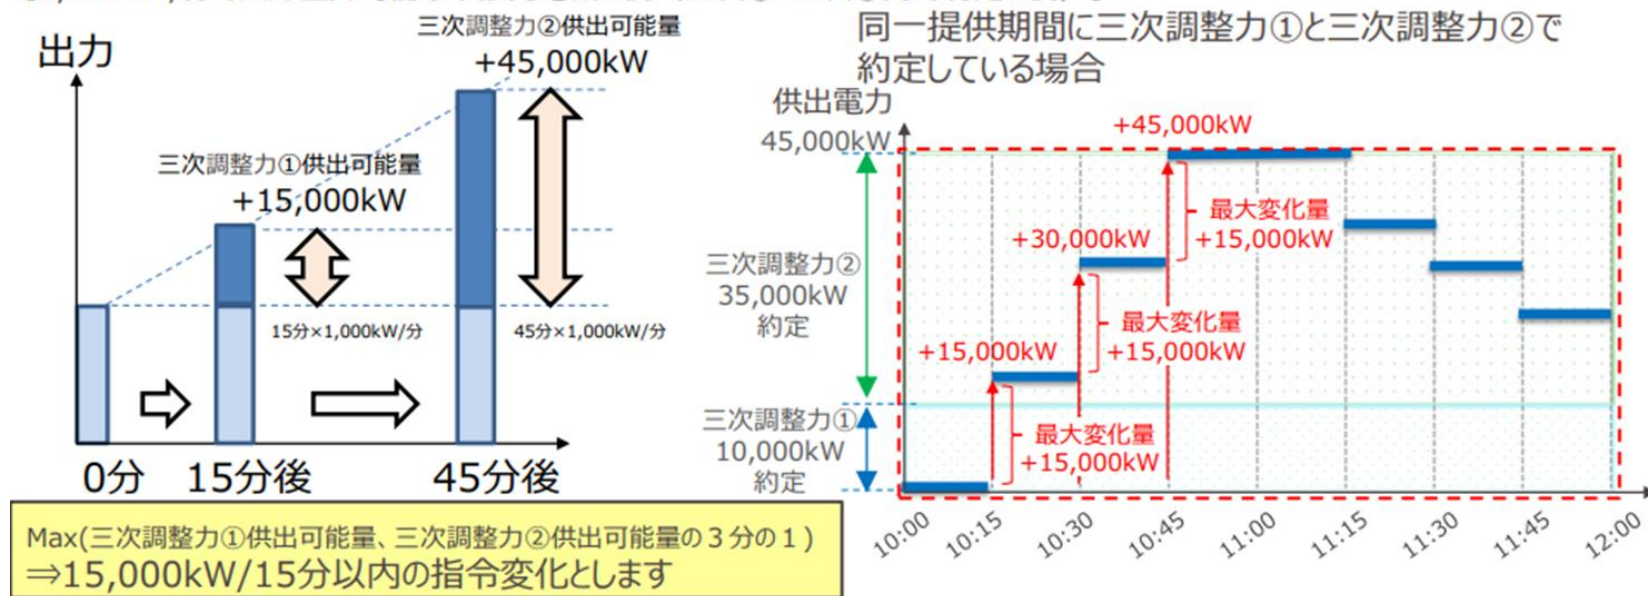 出力
三次調整力②供出可能量
+45,000kW
三次調整力①供出可能量
+15,000kW
15分×1,000kW/分
45分×1,000kW/分
0分
15分後
45分後
Max(三次調整力①供出可能量、三次調整力②供出可能量の３分の１)
⇒15,000kW/15分以内の指令変化とします
同一提供期間に三次調整力①と三次調整力②で
約定している場合
供出電力
45,000kW
+45,000kW
最大変化量
+15,000kW
+30,000kW
三次調整力②
35,000kW
約定
最大変化量
+15,000kW
+15,000kW
三次調整力①
10,000kW
約定
最大変化量
+15,000kW
10:00
10:15
10:30
10:45
11:00
11:15
11:30
11:45
12:00